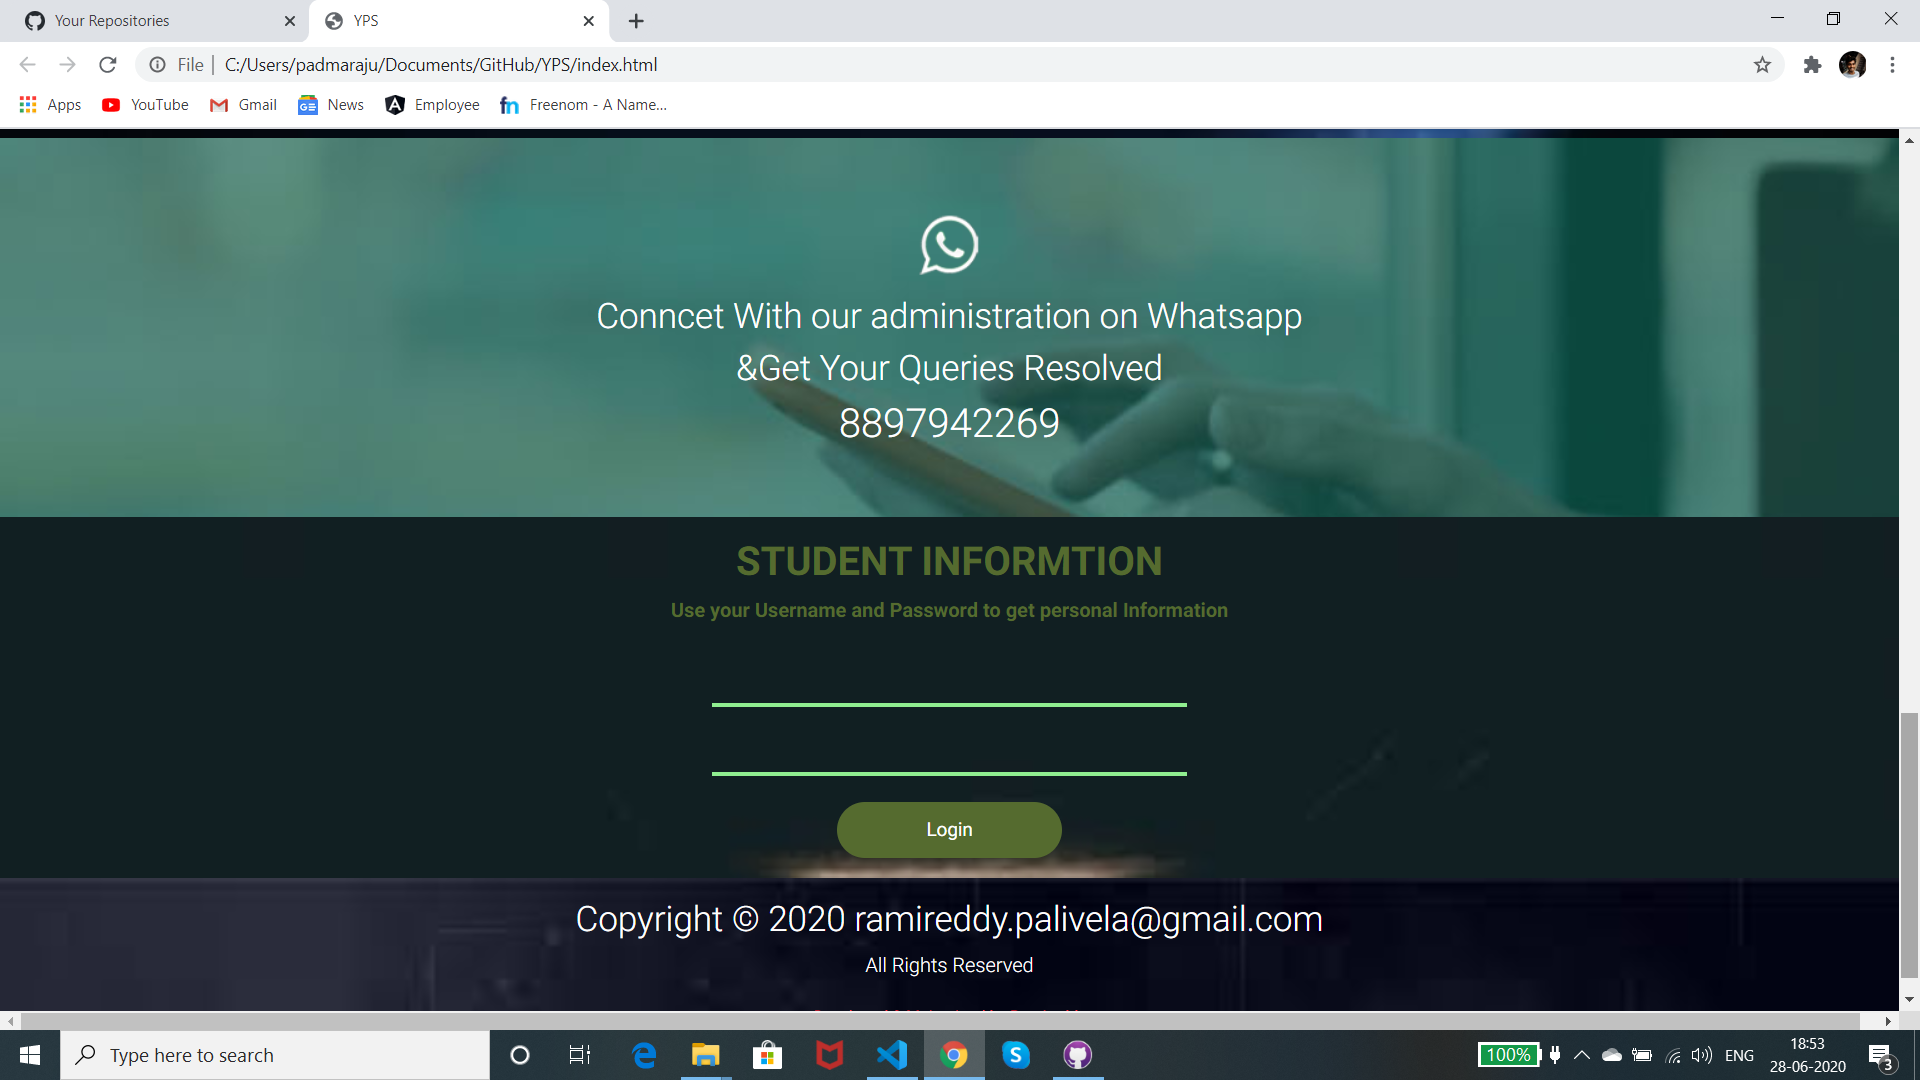 Your Repositories
YPS
File
C:/Users/padmaraju/Documents/GitHub/YPS/index.html
Apps
YouTube
Gmail
News
Employee
fn
Freenom - A Name...
Conncet With our administration on Whatsapp
&Get Your Queries Resolved
8897942269
STUDENT INFORMTION
Use your Username and Password to get personal Information
Login
Copyright © 2020 ramireddy.palivela@gmail.com
All Rights Reserved
Type here to search
100%
ENG
18:53
28-06-2020
3